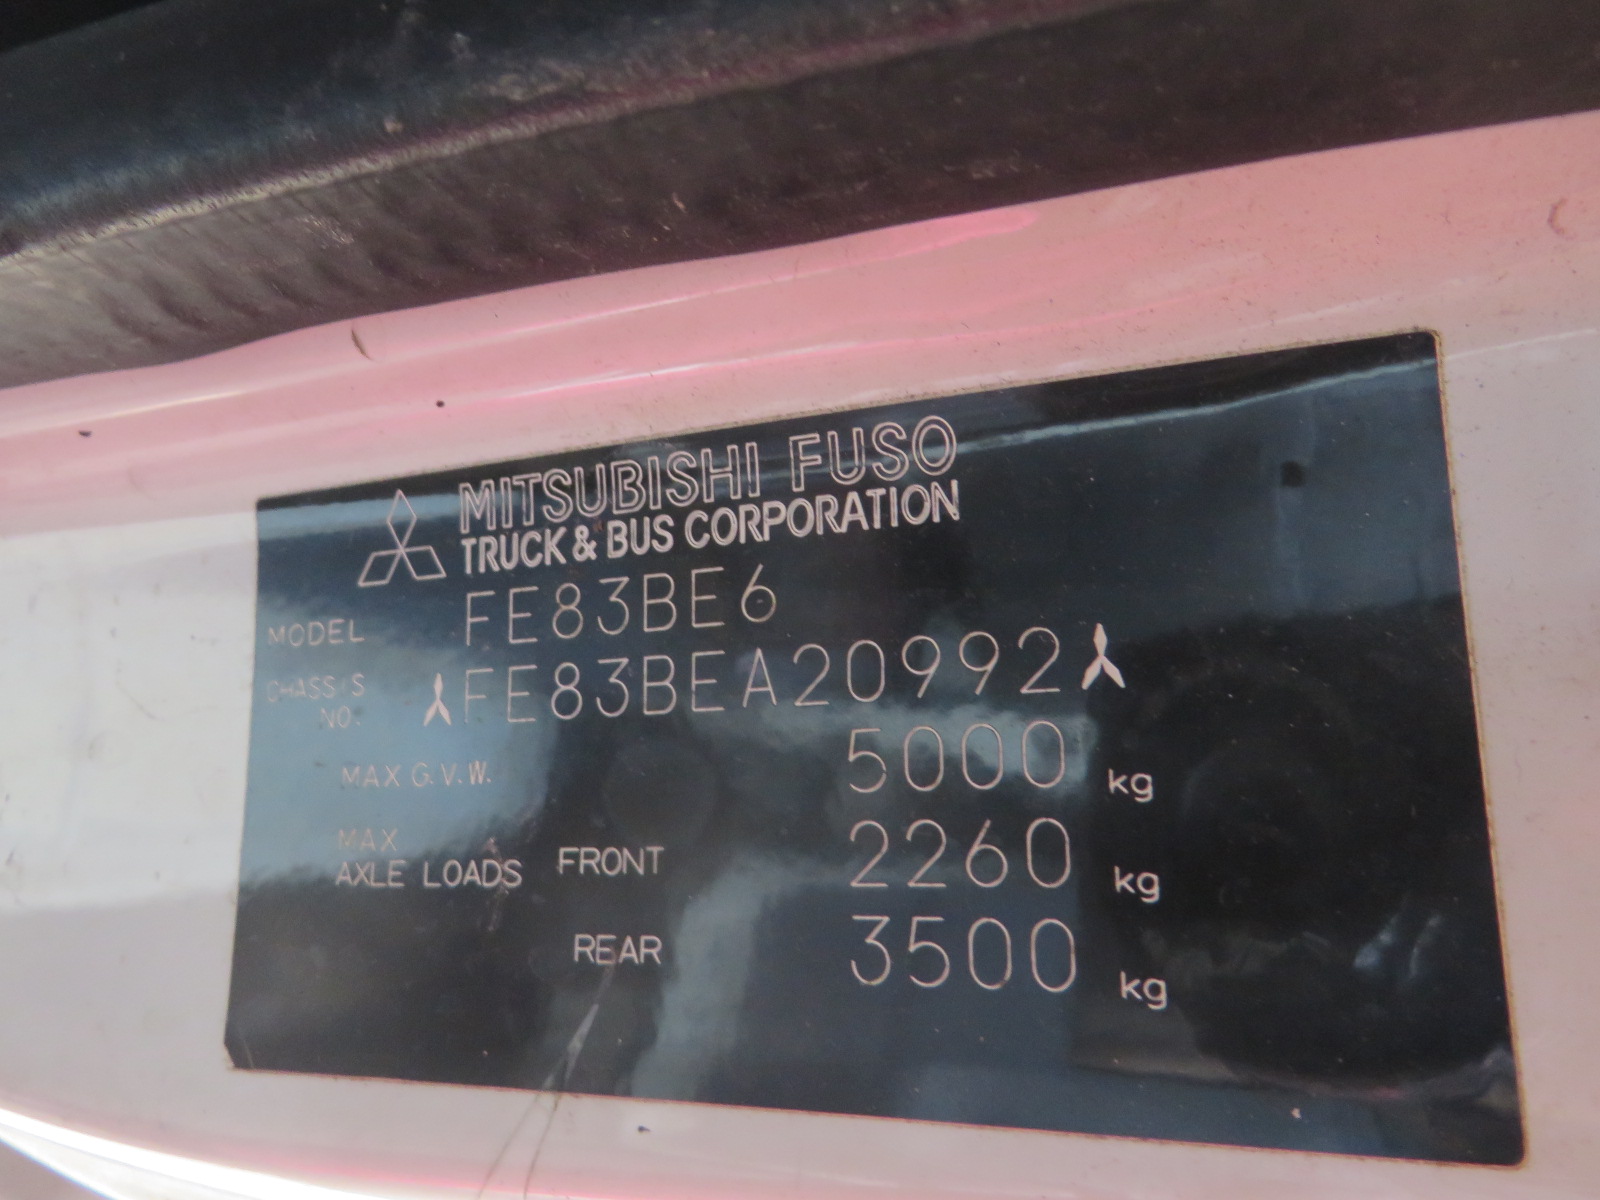 MITSUBISHI FUSO
TRUCK & BUS CORPORATION
MODEL FE83BE6
CHASSIS NO. FE83BEA20992
MAX G.V.W. 5000 kg
MAX AXLE LOADS FRONT 2260 kg
REAR 3500 kg